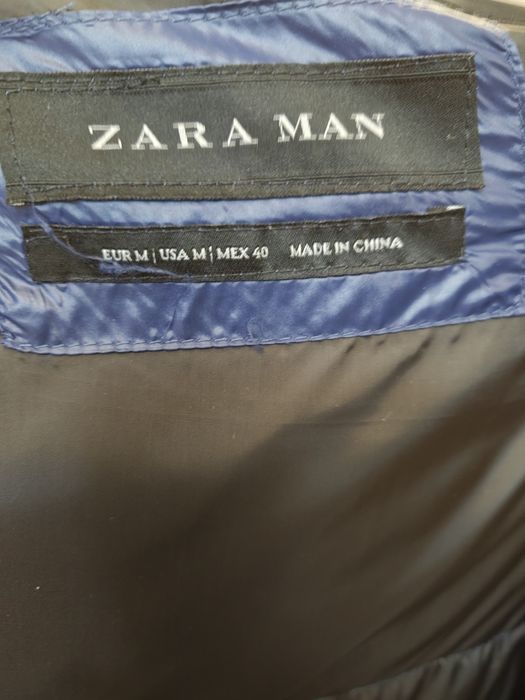 ZARA MAN
EUR M | USA M | MEX 40 MADE IN CHINA